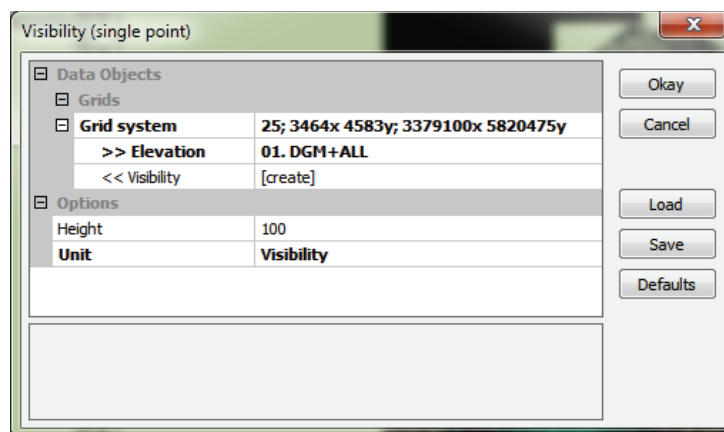 Visibility (single point)
Data Objects
Grids
Grid system 25; 3464x 4583y; 3379100x 5820475y
>> Elevation 01. DGM+ALL
<< Visibility [create]
Options
Height 100
Unit Visibility
Okay
Cancel
Load
Save
Defaults